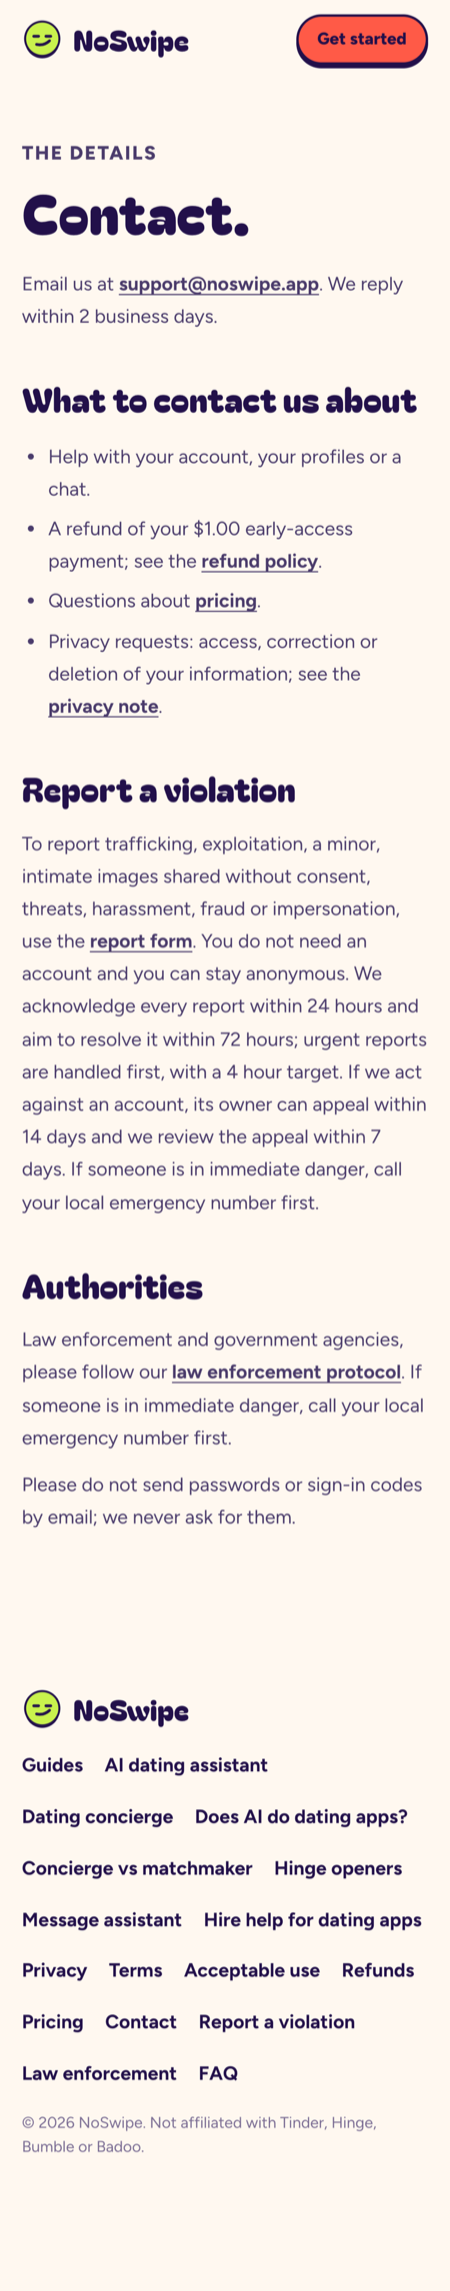 NoSwipe
Get started
THE DETAILS
Contact.
Email us at support@noswipe.app. We reply
within 2 business days.
What to contact us about
• Help with your account, your profiles or a
chat.
• A refund of your $1.00 early-access
payment; see the refund policy.
• Questions about pricing.
• Privacy requests: access, correction or
deletion of your information; see the
privacy note.
Report a violation
To report trafficking, exploitation, a minor,
intimate images shared without consent,
threats, harassment, fraud or impersonation,
use the report form. You do not need an
account and you can stay anonymous. We
acknowledge every report within 24 hours and
aim to resolve it within 72 hours; urgent reports
are handled first, with a 4 hour target. If we act
against an account, its owner can appeal within
14 days and we review the appeal within 7
days. If someone is in immediate danger, call
your local emergency number first.
Authorities
Law enforcement and government agencies,
please follow our law enforcement protocol. If
someone is in immediate danger, call your local
emergency number first.
Please do not send passwords or sign-in codes
by email; we never ask for them.
NoSwipe
Guides AI dating assistant
Dating concierge Does AI do dating apps?
Concierge vs matchmaker Hinge openers
Message assistant Hire help for dating apps
Privacy Terms Acceptable use Refunds
Pricing Contact Report a violation
Law enforcement FAQ
© 2026 NoSwipe. Not affiliated with Tinder, Hinge,
Bumble or Badoo.